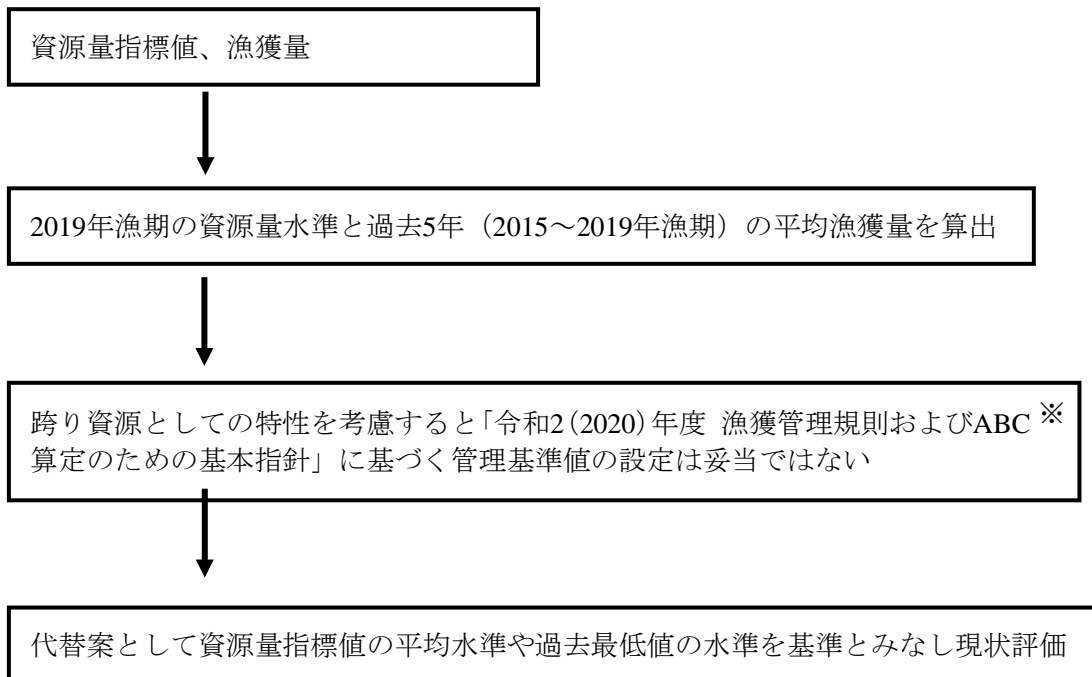 資源量指標値、漁獲量
2019年漁期の資源量水準と過去5年（2015～2019年漁期）の平均漁獲量を算出
跨り資源としての特性を考慮すると「令和2（2020）年度 漁獲管理規則およびABC※
算定のための基本指針」に基づく管理基準値の設定は妥当ではない
代替案として資源量指標値の平均水準や過去最低値の水準を基準とみなし現状評価